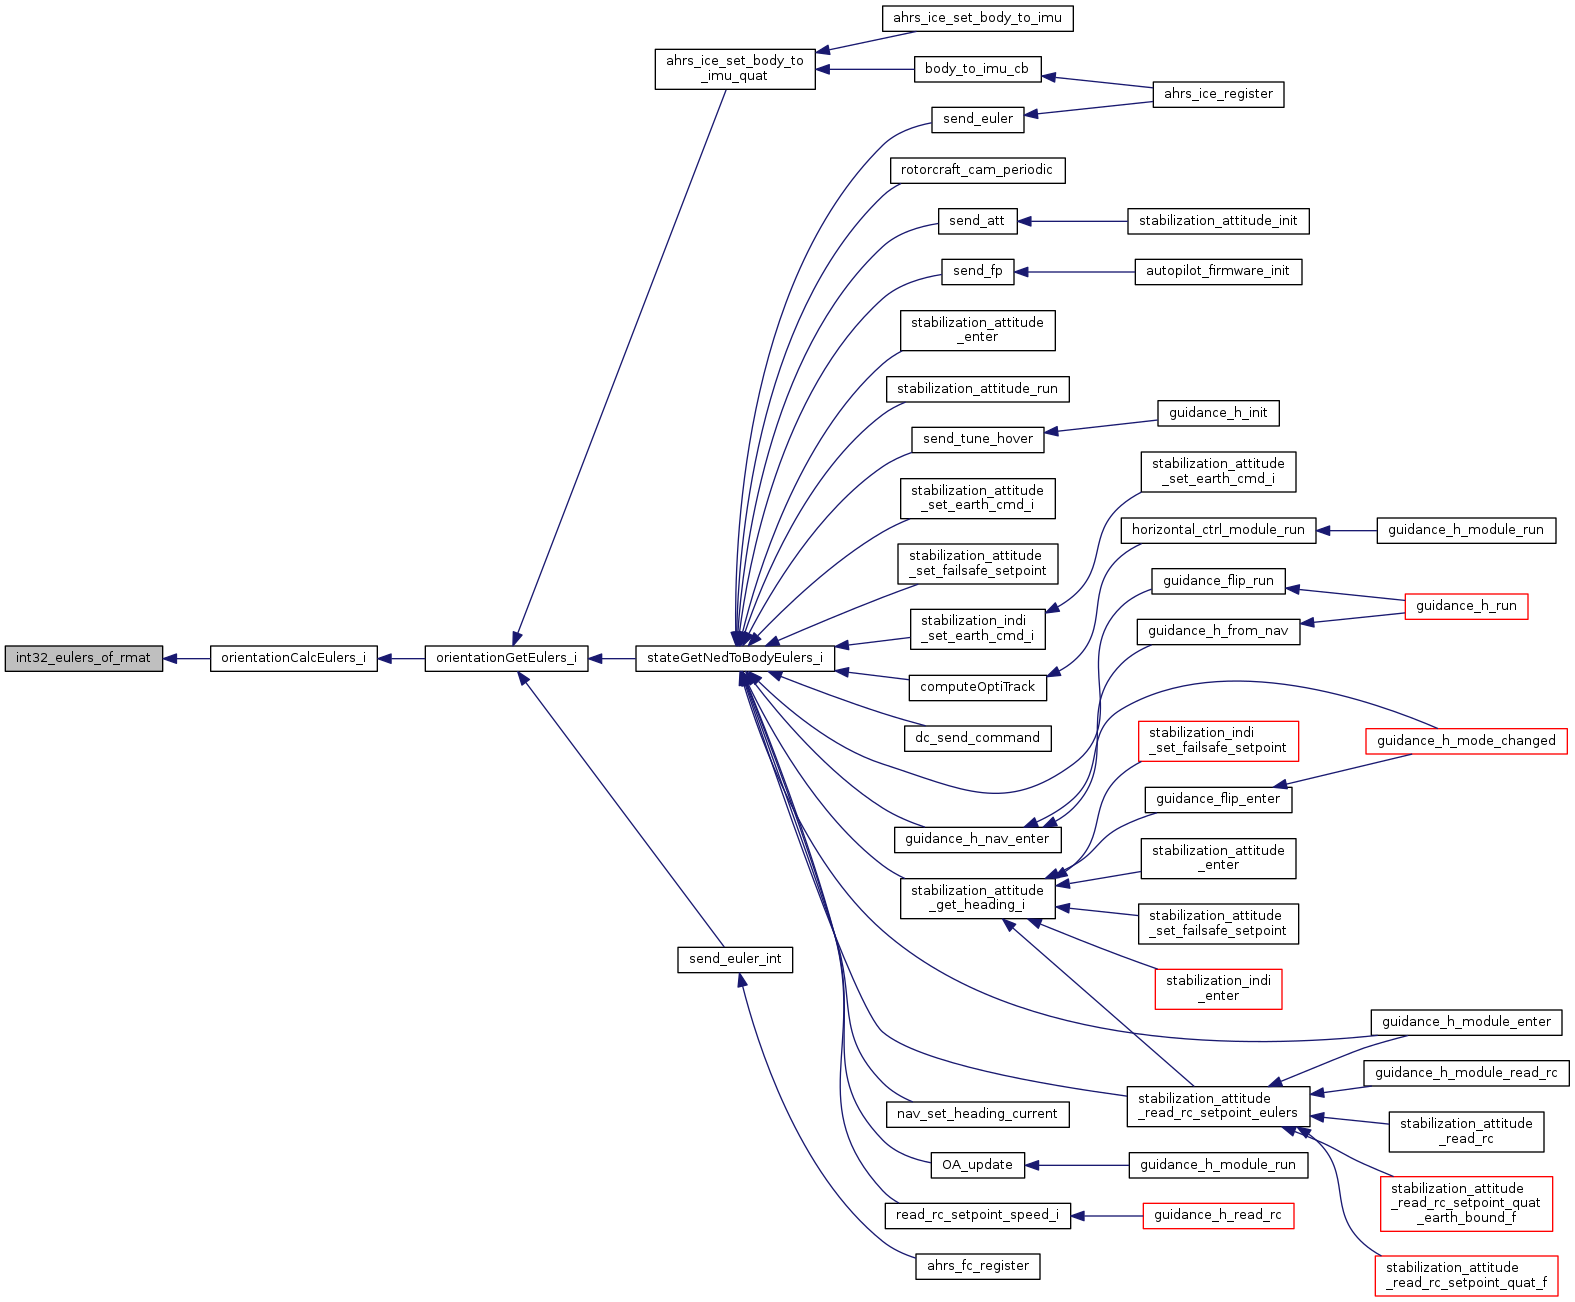 int32_eulers_of_rmat
orientationCalcEulers_i
orientationGetEulers_i
ahrs_ice_set_body_to
_imu_quat
stateGetNedToBodyEulers_i
send_euler_int
ahrs_ice_set_body_to_imu
body_to_imu_cb
send_euler
rotorcraft_cam_periodic
send_att
send_fp
stabilization_attitude
_enter
stabilization_attitude_run
send_tune_hover
stabilization_attitude
_set_earth_cmd_i
stabilization_attitude
_set_failsafe_setpoint
stabilization_indi
_set_earth_cmd_i
computeOptiTrack
dc_send_command
guidance_h_nav_enter
stabilization_attitude
_get_heading_i
nav_set_heading_current
OA_update
read_rc_setpoint_speed_i
ahrs_fc_register
ahrs_ice_register
stabilization_attitude_init
autopilot_firmware_init
guidance_h_init
stabilization_attitude
_set_earth_cmd_i
horizontal_ctrl_module_run
guidance_flip_run
guidance_h_from_nav
stabilization_indi
_set_failsafe_setpoint
guidance_flip_enter
stabilization_attitude
_enter
stabilization_attitude
_set_failsafe_setpoint
stabilization_indi
_enter
stabilization_attitude
_read_rc_setpoint_eulers
guidance_h_module_run
guidance_h_read_rc
guidance_h_module_run
guidance_h_run
guidance_h_mode_changed
guidance_h_module_enter
guidance_h_module_read_rc
stabilization_attitude
_read_rc
stabilization_attitude
_read_rc_setpoint_quat
_earth_bound_f
stabilization_attitude
_read_rc_setpoint_quat_f